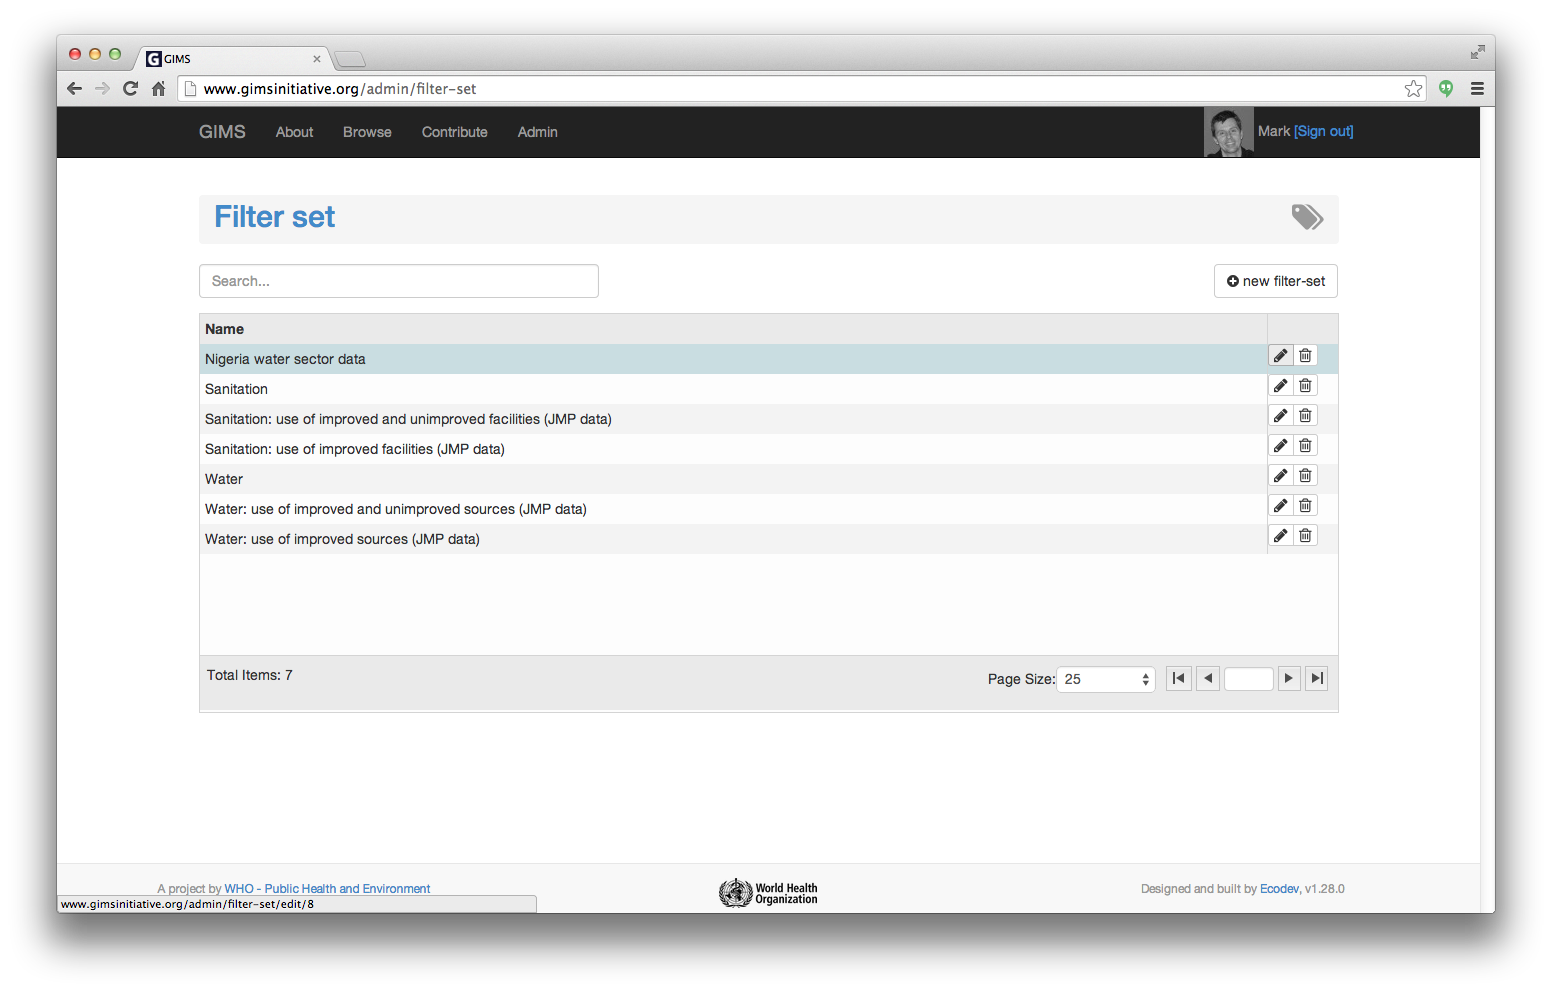 GIMS
www.gimsinitiative.org/admin/filter-set
GIMS About Browse Contribute Admin Mark [Sign out]
Filter set
Search... new filter-set
Name
Nigeria water sector data
Sanitation
Sanitation: use of improved and unimproved facilities (JMP data)
Sanitation: use of improved facilities (JMP data)
Water
Water: use of improved and unimproved sources (JMP data)
Water: use of improved sources (JMP data)
Total Items: 7 Page Size: 25
A project by WHO - Public Health and Environment World Health Designed and built by Ecodev, v1.28.0
Organization
www.gimsinitiative.org/admin/filter-set/edit/8